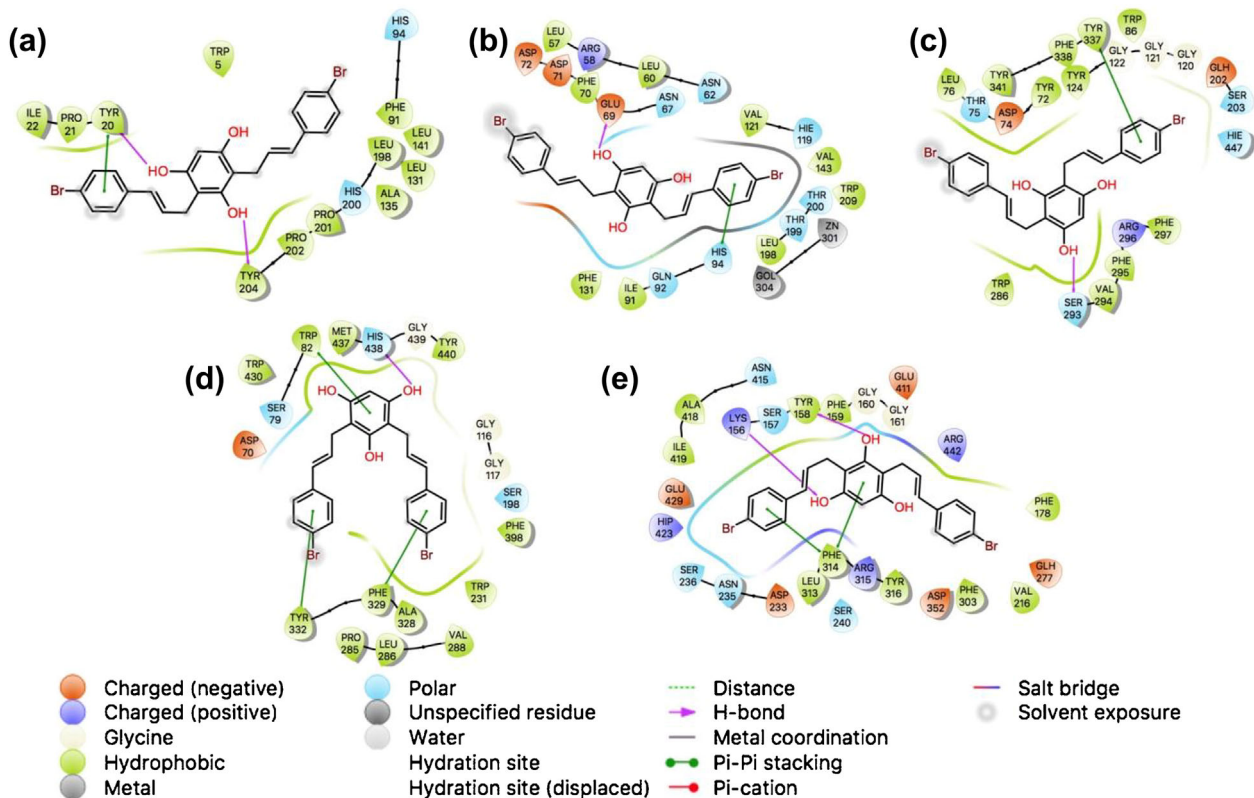 (a)
TRP 5
HIS 94
Br
ILE 22
PRO 21
TYR 20
OH
HO
Br
OH
PHE 91
LEU 141
LEU 198
LEU 131
HIS 200
ALA 135
PRO 201
PRO 202
TYR 204
(b)
ASP 72
ASP 71
LEU 57
ARG 58
PHE 70
LEU 60
ASN 62
GLU 69
ASN 67
Br
VAL 121
HIE 119
OH
OH
HO
Br
VAL 143
TRP 209
THR 200
THR 199
ZN 301
LEU 198
GOL 304
HIS 94
GLN 92
ILE 91
PHE 131
(c)
TRP 86
TYR 337
PHE 338
GLY 122
GLY 121
GLY 120
TYR 341
TYR 124
LEU 76
THR 75
ASP 74
TYR 72
GLH 202
SER 203
HIE 447
Br
Br
HO
OH
OH
ARG 296
PHE 297
PHE 295
TRP 286
SER 293
VAL 294
(d)
TRP 82
MET 437
HIS 438
GLY 439
TYR 440
TRP 430
SER 79
ASP 70
HO
OH
OH
GLY 116
GLY 117
SER 198
PHE 398
Br
Br
TRP 231
TYR 332
PHE 329
ALA 328
PRO 285
LEU 286
VAL 288
(e)
ASN 415
GLU 411
ALA 418
LYS 156
SER 157
TYR 158
PHE 159
GLY 160
GLY 161
ILE 419
ARG 442
OH
GLU 429
HIP 423
OH
OH
Br
Br
PHE 178
SER 236
ASN 235
ASP 233
LEU 313
PHE 314
ARG 315
TYR 316
SER 240
ASP 352
PHE 303
VAL 216
GLH 277
Charged (negative)
Charged (positive)
Glycine
Hydrophobic
Metal
Polar
Unspecified residue
Water
Hydration site
Hydration site (displaced)
Distance
H-bond
Metal coordination
Pi-Pi stacking
Pi-cation
Salt bridge
Solvent exposure